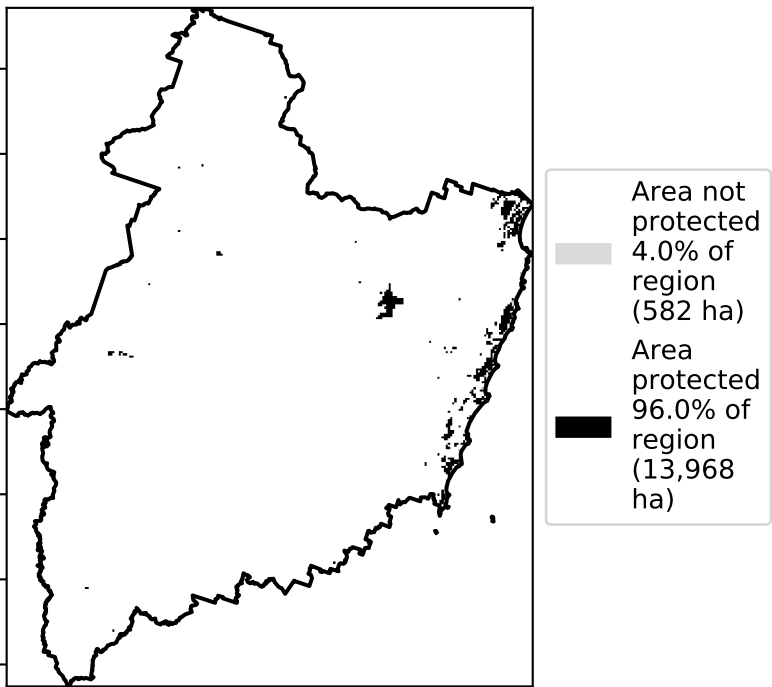 Area not
protected
4.0% of
region
(582 ha)
Area
protected
96.0% of
region
(13,968
ha)